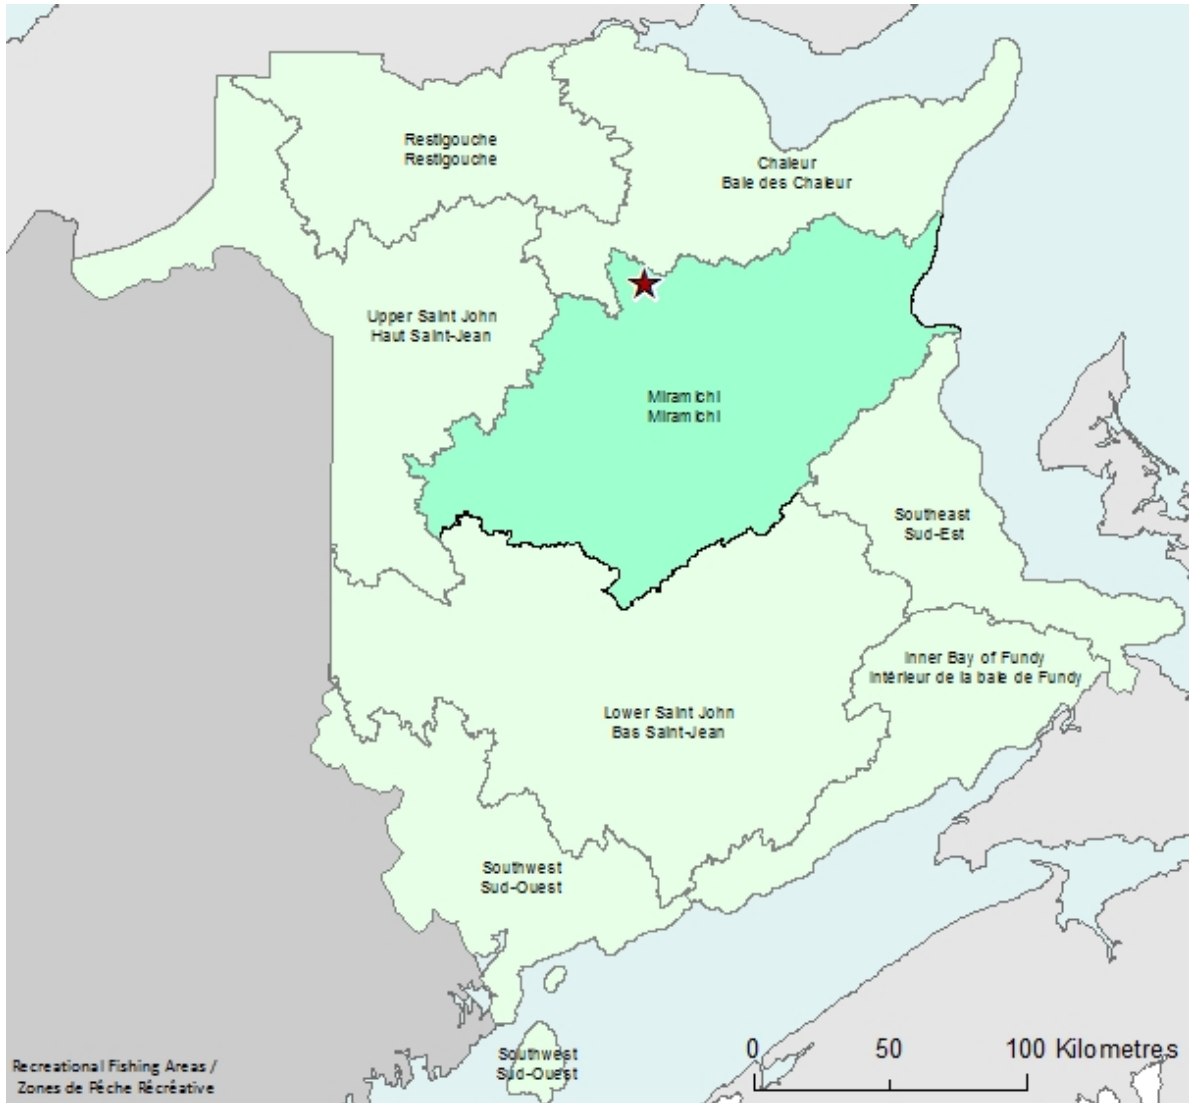 Restigouche
Restigouche
Chaleur
Baie des Chaleur
Upper Saint John
Haut Saint-Jean
Miramichi
Miramichi
Southeast
Sud-Est
Inner Bay of Fundy
Intérieur de la baie de Fundy
Lower Saint John
Bas Saint-Jean
Southwest
Sud-Ouest
Southwest
Sud-Ouest
0 50 100 Kilometres
Recreational Fishing Areas /
Zones de Pêche Récréative